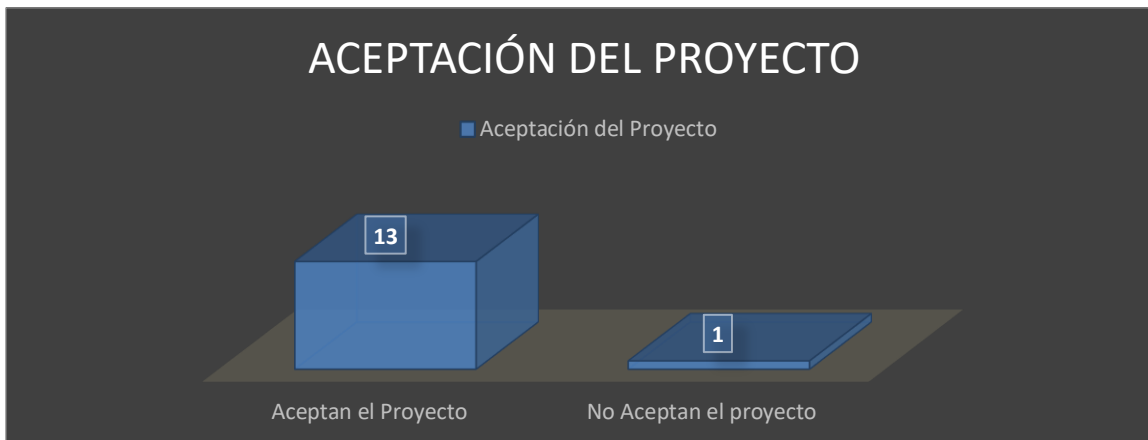 ACEPTACIÓN DEL PROYECTO
Aceptación del Proyecto
13
1
Aceptan el Proyecto
No Aceptan el proyecto